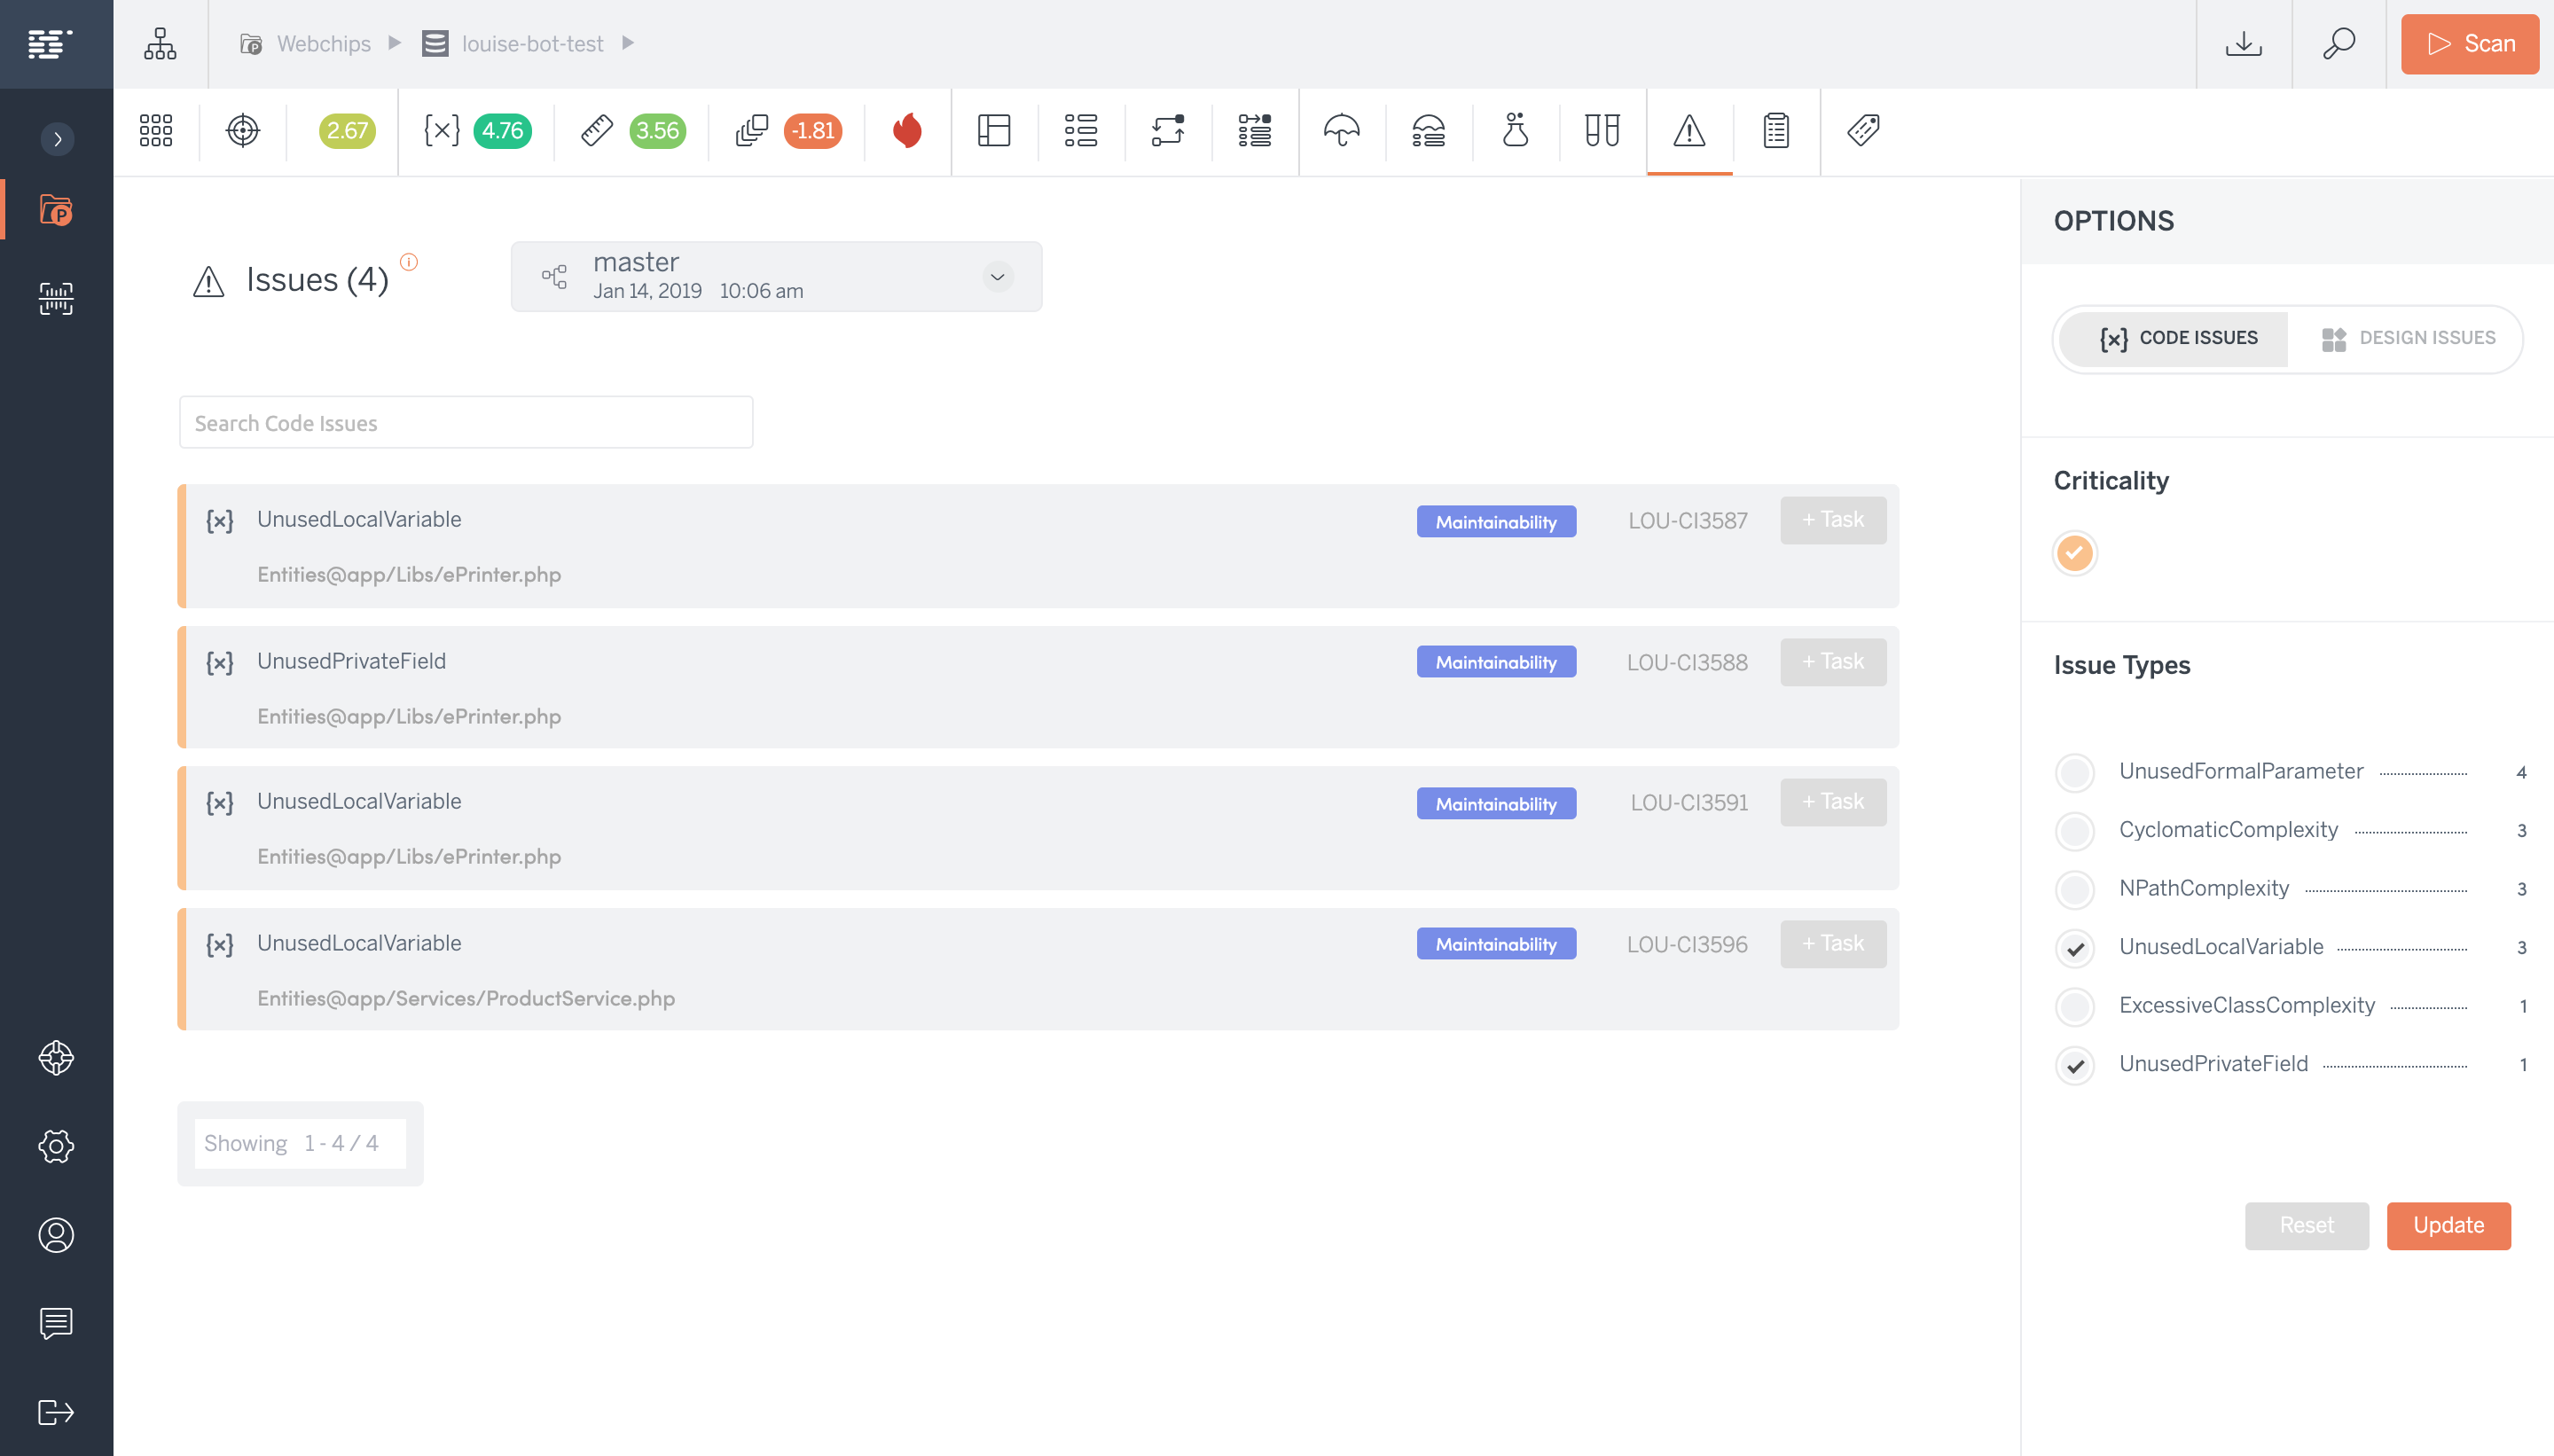 Webchips louise-bot-test
Scan
2.67 {x} 4.76 3.56 -1.81
Issues (4)
master
Jan 14, 2019 10:06 am
Search Code Issues
{x} UnusedLocalVariable Maintainability LOU-CI3587 + Task
Entities@app/Libs/ePrinter.php
{x} UnusedPrivateField Maintainability LOU-CI3588 + Task
Entities@app/Libs/ePrinter.php
{x} UnusedLocalVariable Maintainability LOU-CI3591 + Task
Entities@app/Libs/ePrinter.php
{x} UnusedLocalVariable Maintainability LOU-CI3596 + Task
Entities@app/Services/ProductService.php
Showing 1 - 4 / 4
OPTIONS
{x} CODE ISSUES DESIGN ISSUES
Criticality
Issue Types
UnusedFormalParameter 4
CyclomaticComplexity 3
NPathComplexity 3
UnusedLocalVariable 3
ExcessiveClassComplexity 1
UnusedPrivateField 1
Reset Update